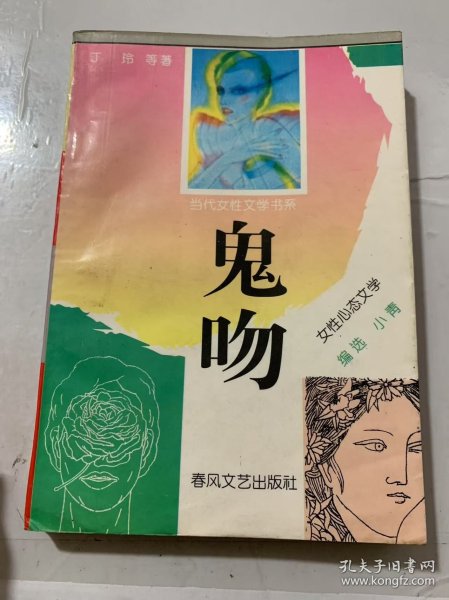 丁玲 等著
当代女性文学书系
鬼吻
女性心态文学
编选 小青
春风文艺出版社
孔夫子旧书网
www.kongfz.com